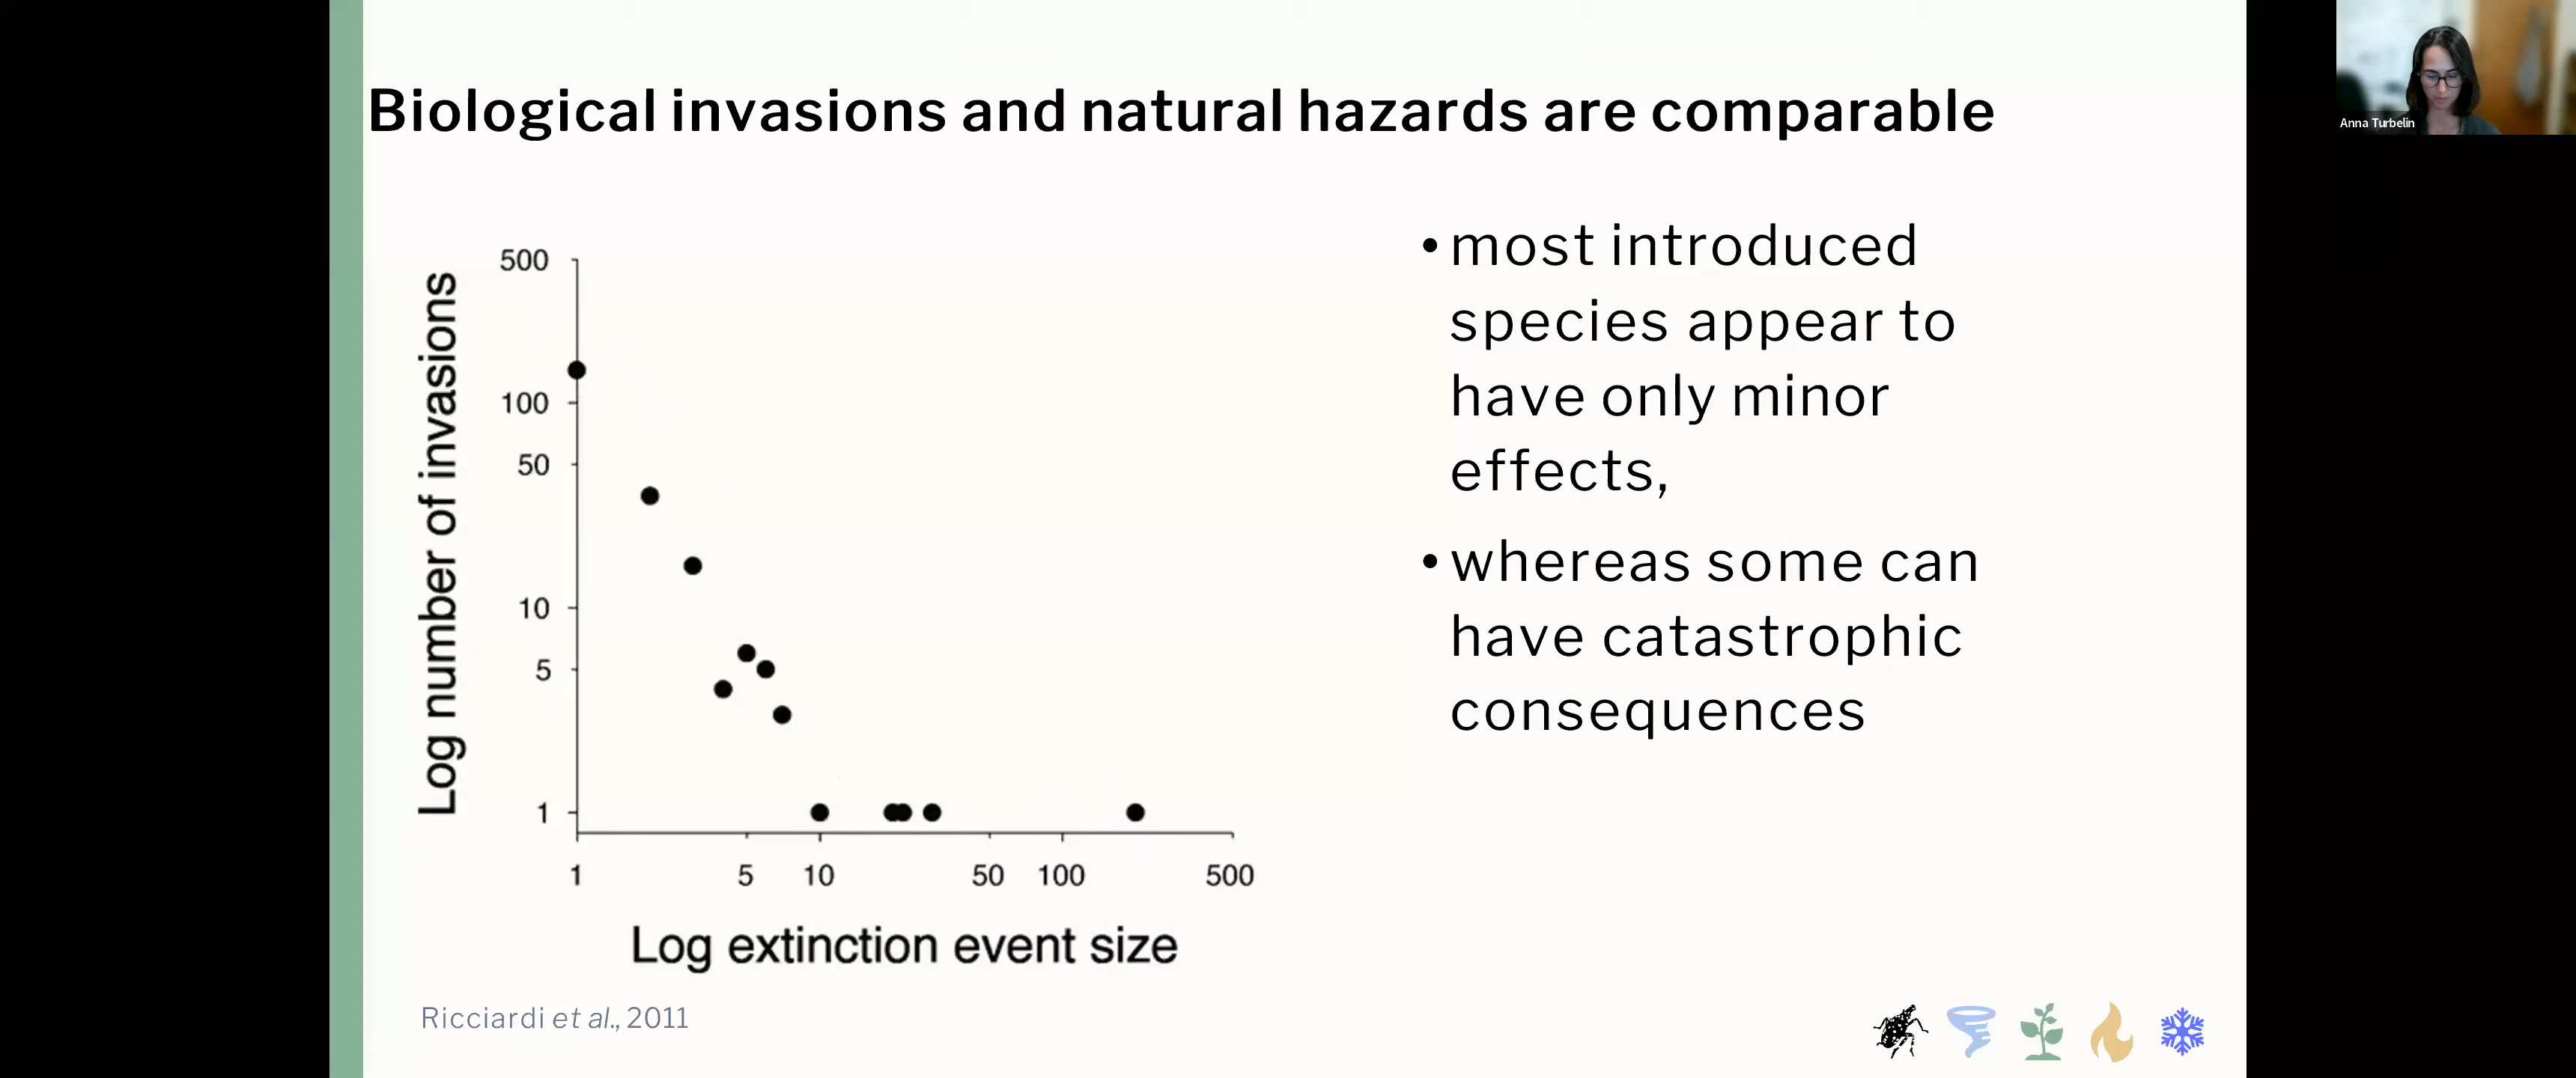 Biological invasions and natural hazards are comparable
Anna Turbelin
Log number of invasions
500
100
50
10
5
1
1 5 10 50 100 500
Log extinction event size
• most introduced
species appear to
have only minor
effects,
• whereas some can
have catastrophic
consequences
Ricciardi et al., 2011